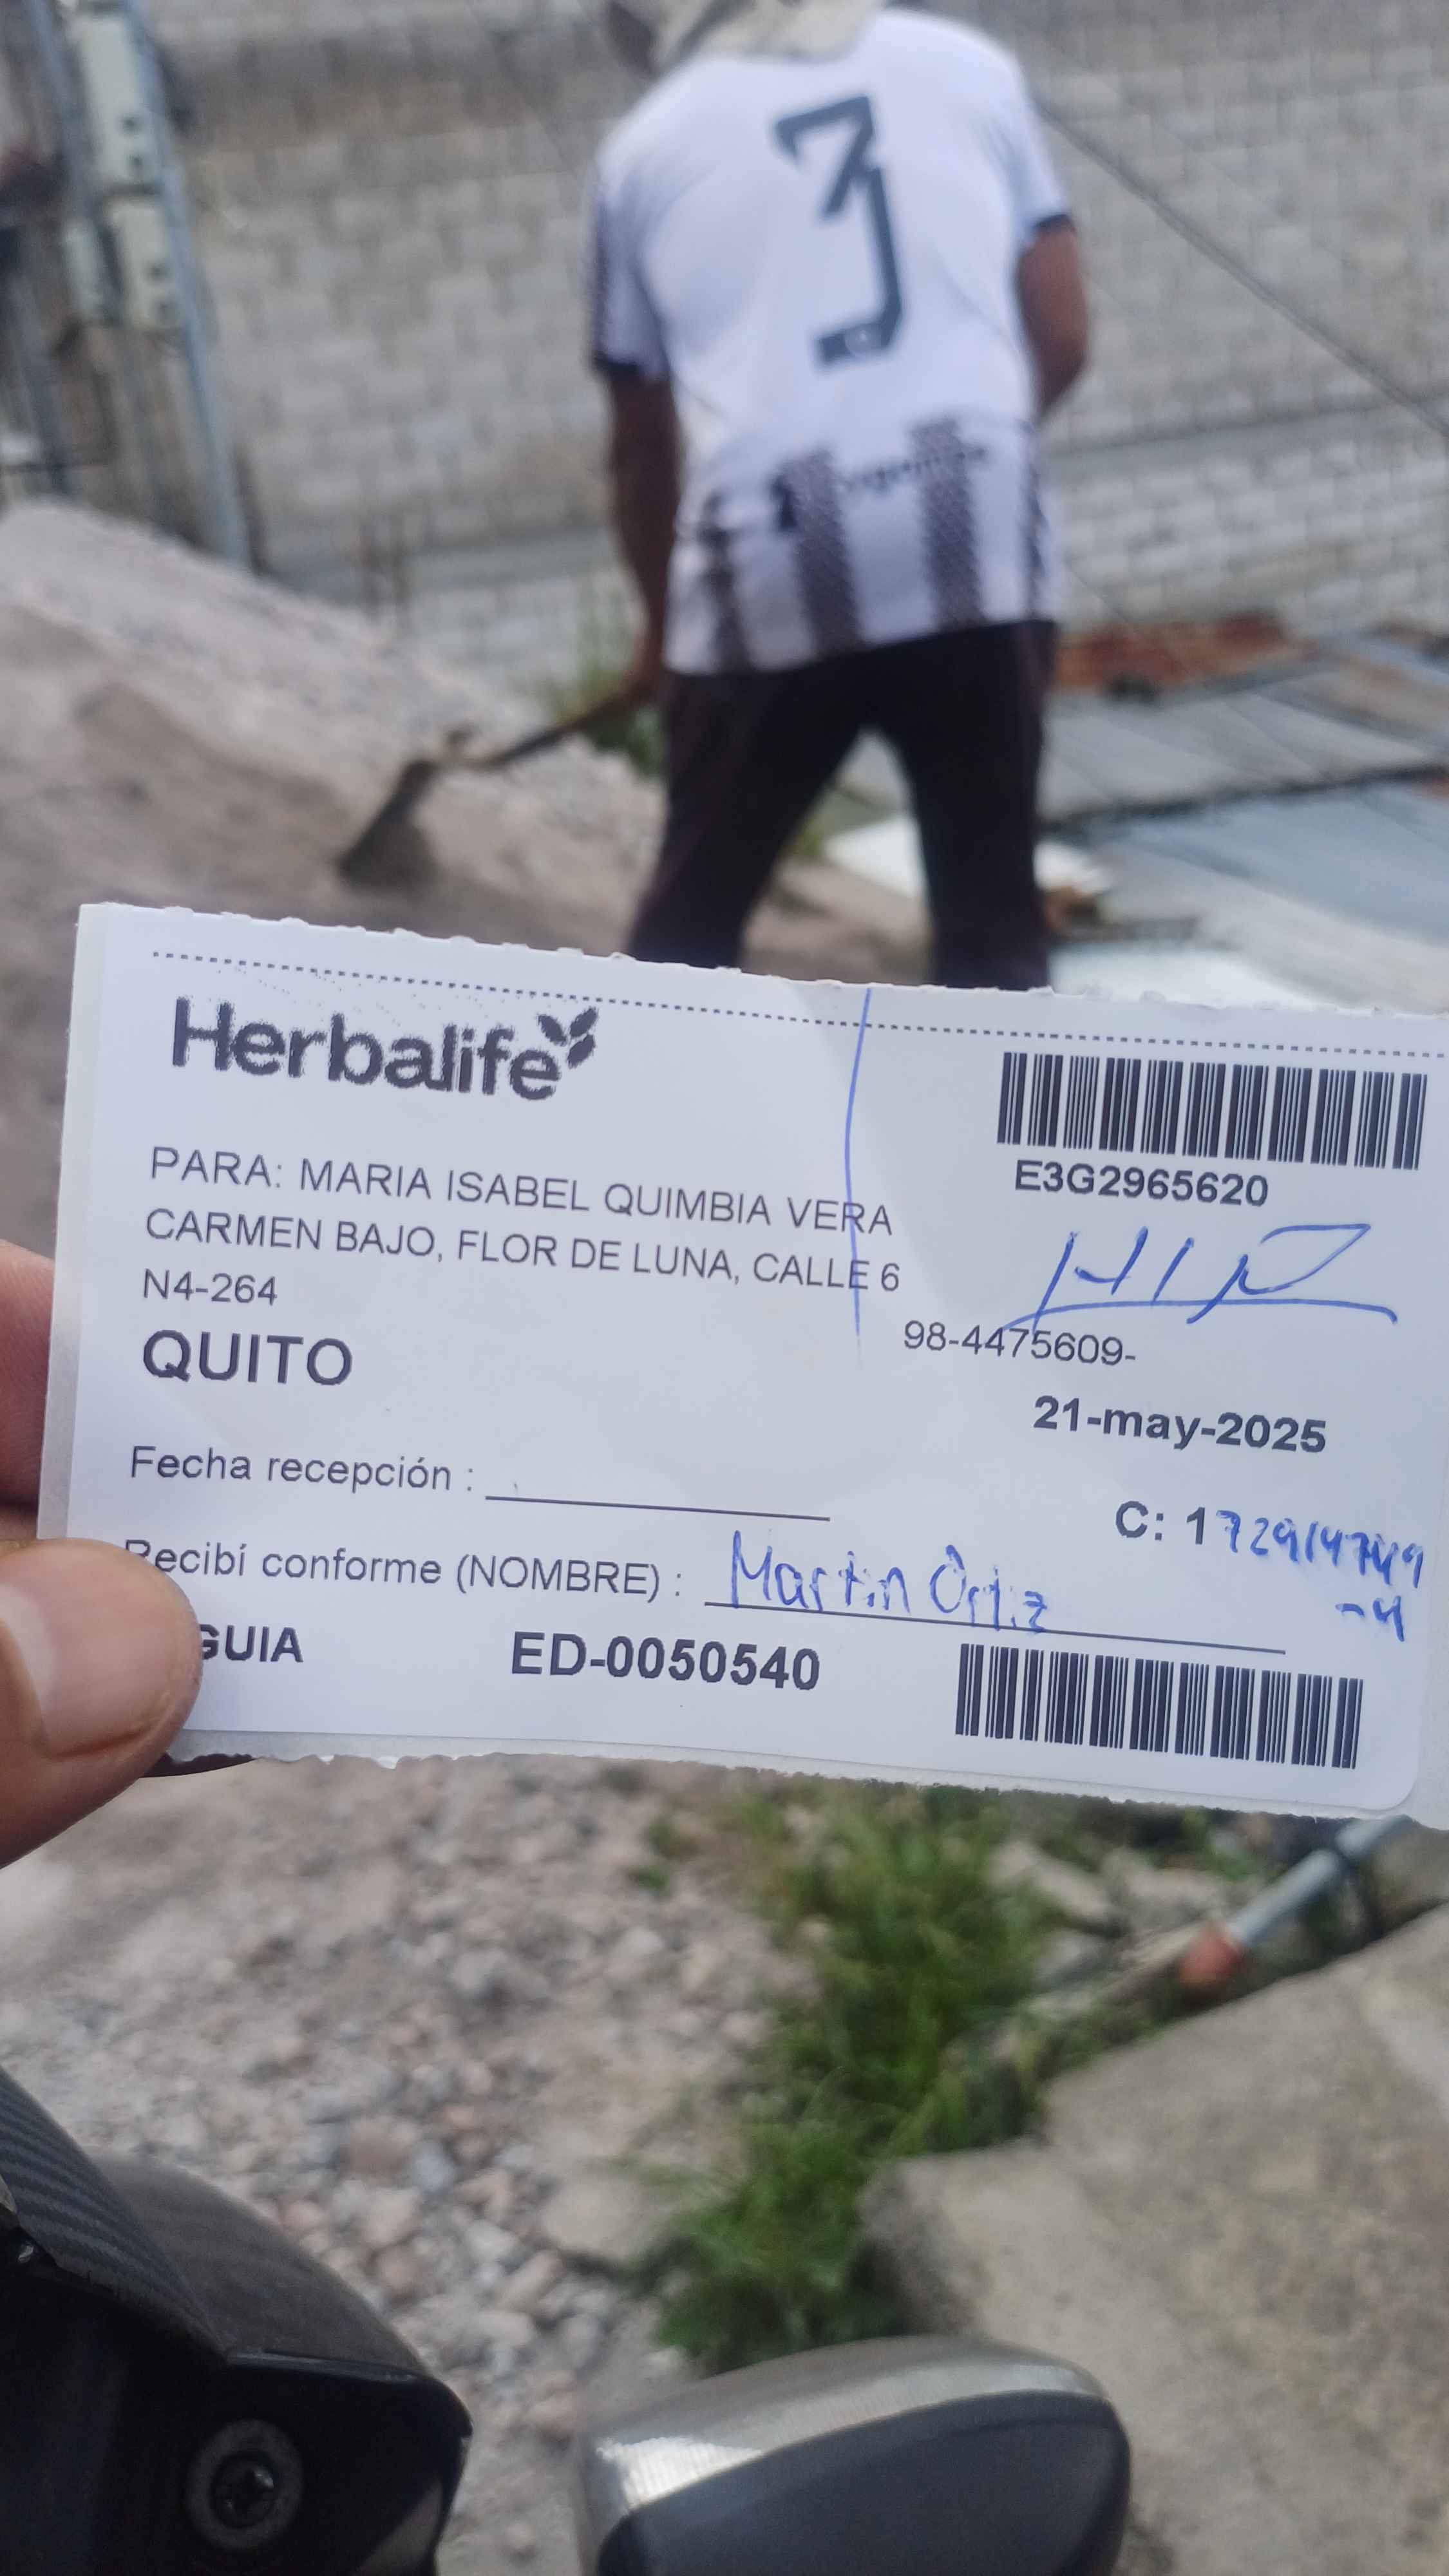 Herbalife
E3G2965620
PARA: MARIA ISABEL QUIMBIA VERA
CARMEN BAJO, FLOR DE LUNA, CALLE 6
N4-264
98-4475609-
QUITO
21-may-2025
Fecha recepción :
C: 1729147449
-4
Recibí conforme (NOMBRE) : Martin Ortiz
GUIA ED-0050540